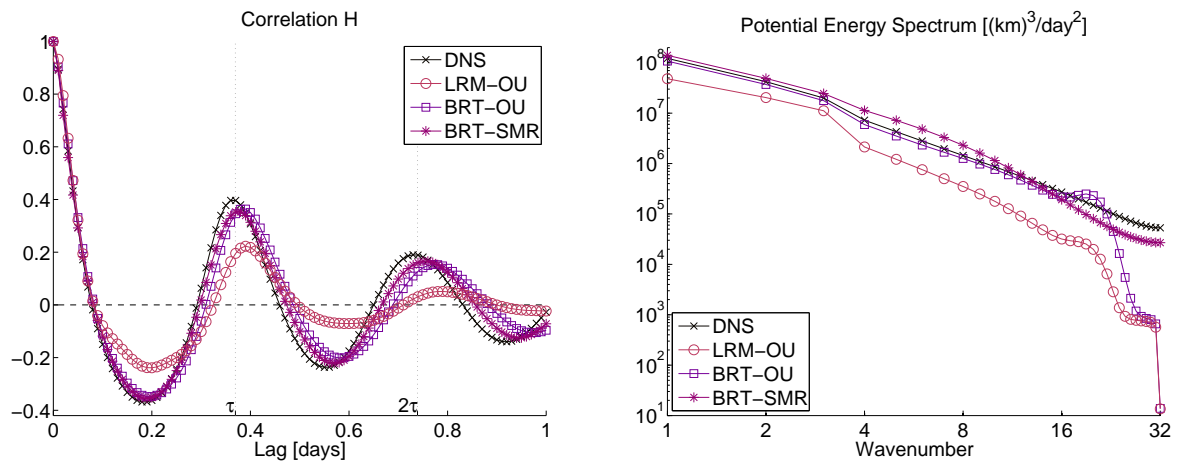 Correlation H
1
0.8
0.6
0.4
0.2
0
−0.2
−0.4
DNS
LRM−OU
BRT−OU
BRT−SMR
τ
2τ
0
0.2
0.4
0.6
0.8
1
Lag [days]
Potential Energy Spectrum [(km)³/day²]
10⁸
10⁷
10⁶
10⁵
10⁴
10³
10²
10¹
DNS
LRM−OU
BRT−OU
BRT−SMR
1
2
4
8
16
32
Wavenumber